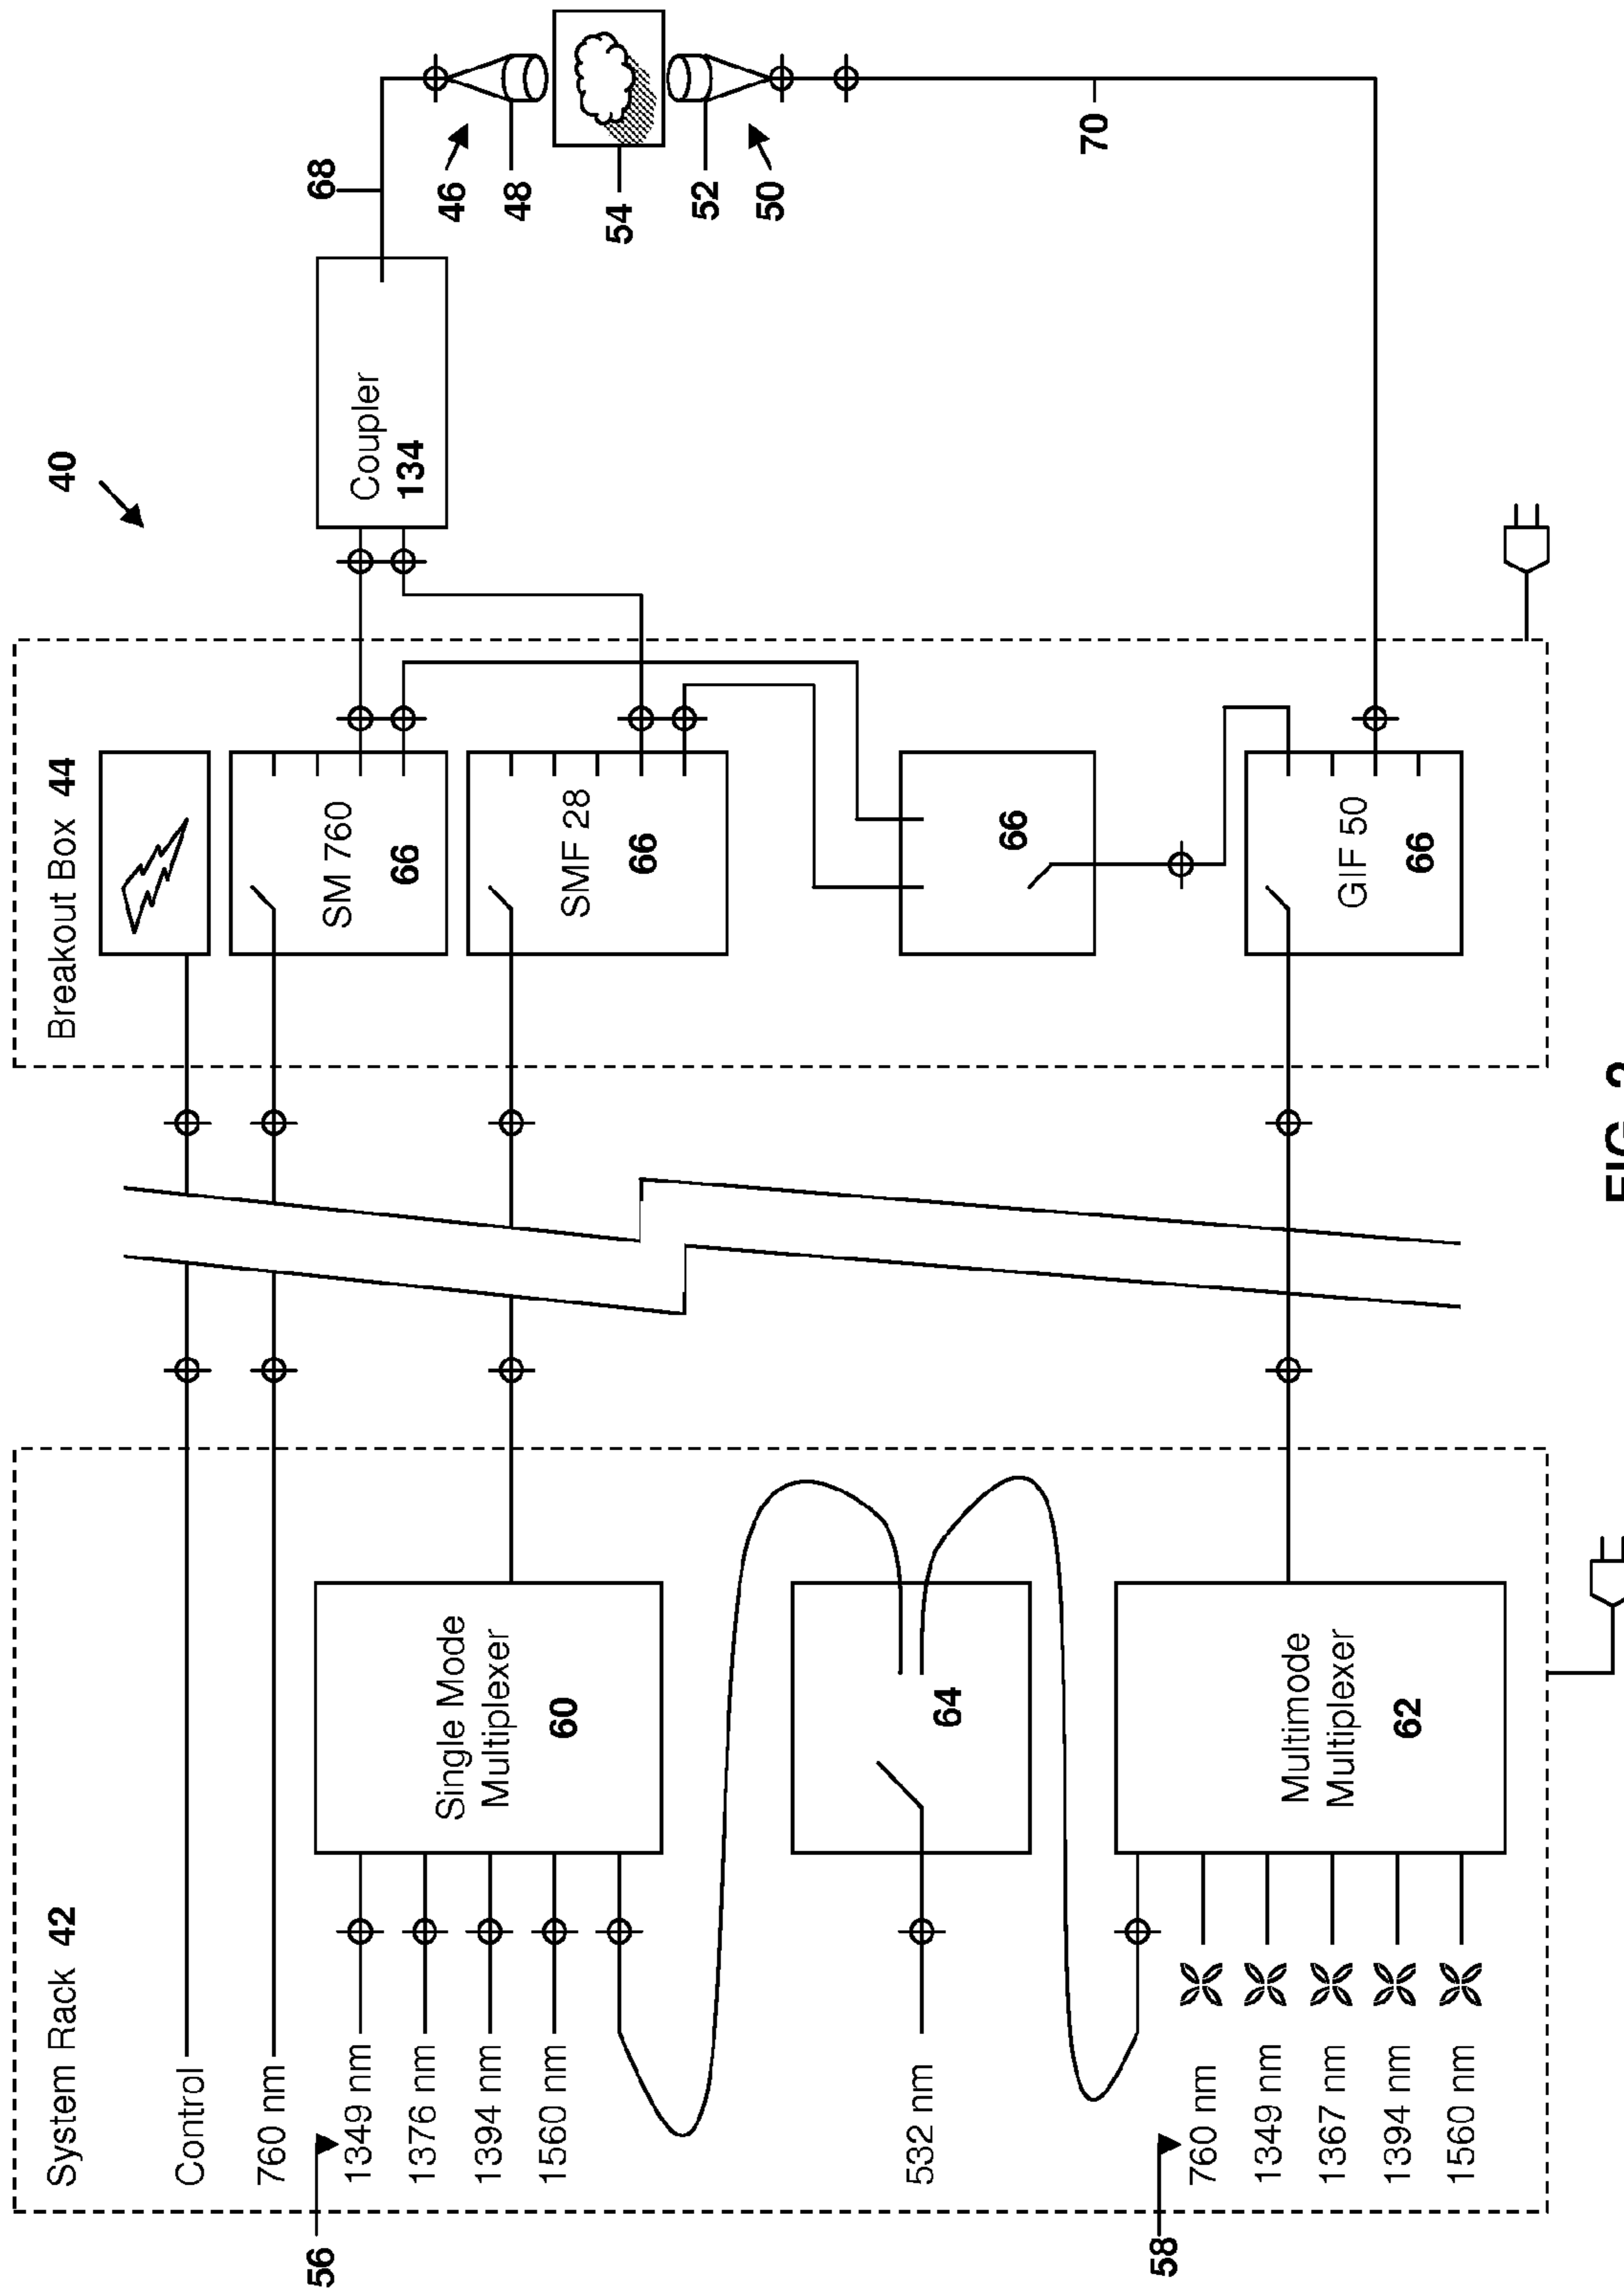 40
System Rack 42
Control
760 nm
56
1349 nm
1376 nm
1394 nm
1560 nm
Single Mode
Multiplexer
60
532 nm
64
58
760 nm
1349 nm
1367 nm
1394 nm
1560 nm
Multimode
Multiplexer
62
Breakout Box 44
SM 760
66
SMF 28
66
66
GIF 50
66
Coupler
134
68
46
48
54
52
50
70